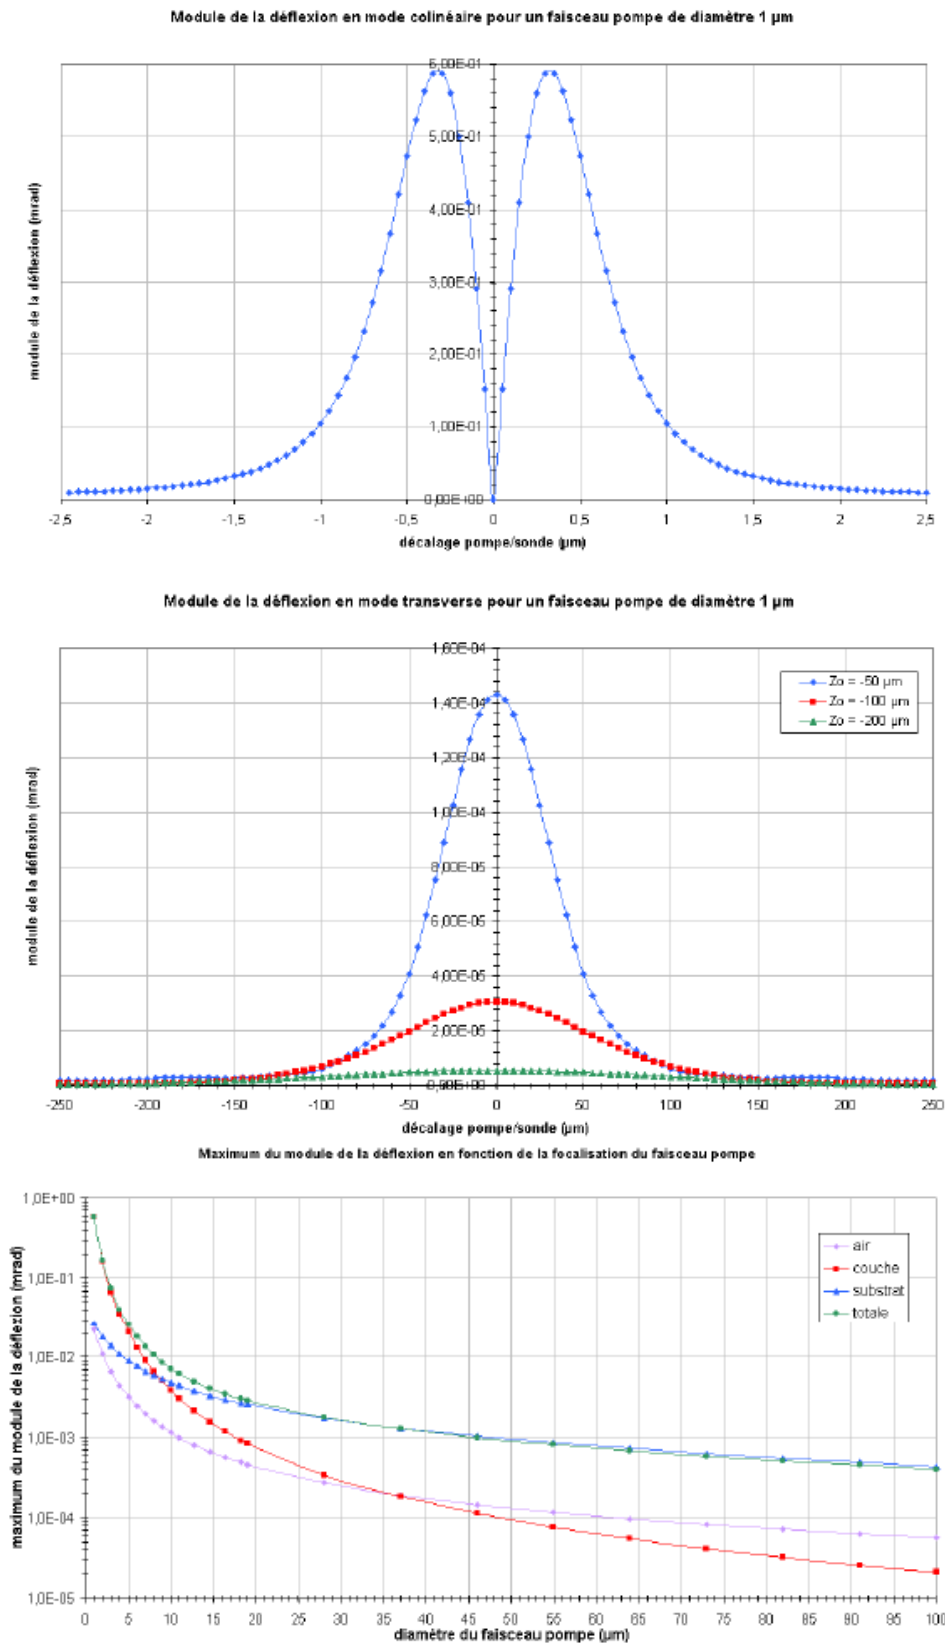 Module de la déflexion en mode colinéaire pour un faisceau pompe de diamètre 1 µm
6,00E-01
5,00E-01
4,00E-01
3,00E-01
2,00E-01
1,00E-01
0,00E+00
module de la déflexion (mrad)
-2,5 -2 -1,5 -1 -0,5 0 0,5 1 1,5 2 2,5
décalage pompe/sonde (µm)
Module de la déflexion en mode transverse pour un faisceau pompe de diamètre 1 µm
1,60E-04
1,40E-04
1,20E-04
1,00E-04
8,00E-05
6,00E-05
4,00E-05
2,00E-05
0,00E+00
Zo = -50 µm
Zo = -100 µm
Zo = -200 µm
module de la déflexion (mrad)
-250 -200 -150 -100 -50 0 50 100 150 200 250
décalage pompe/sonde (µm)
Maximum du module de la déflexion en fonction de la focalisation du faisceau pompe
1,0E+00
1,0E-01
1,0E-02
1,0E-03
1,0E-04
1,0E-05
air
couche
substrat
totale
maximum du module de la déflexion (mrad)
0 5 10 15 20 25 30 35 40 45 50 55 60 65 70 75 80 85 90 95 100
diamètre du faisceau pompe (µm)